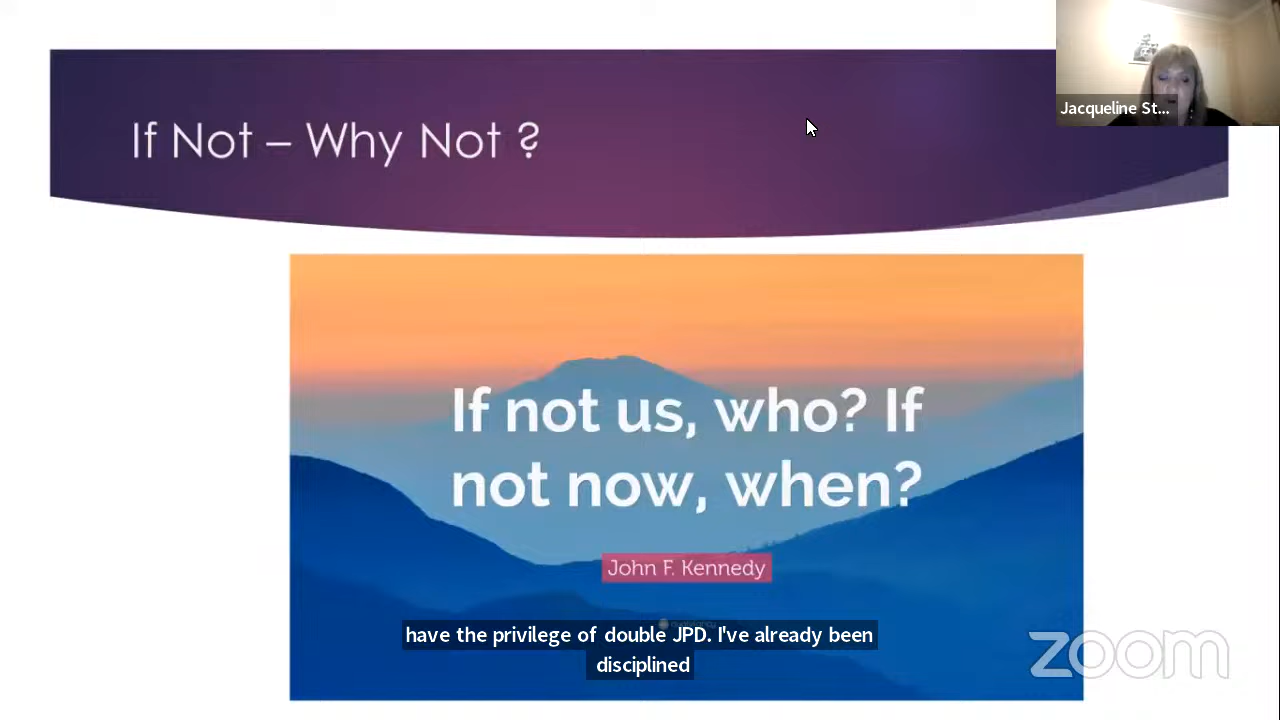 Jacqueline St...
If Not – Why Not ?
If not us, who? If
not now, when?
John F. Kennedy
have the privilege of double JPD. I've already been
disciplined
zoom